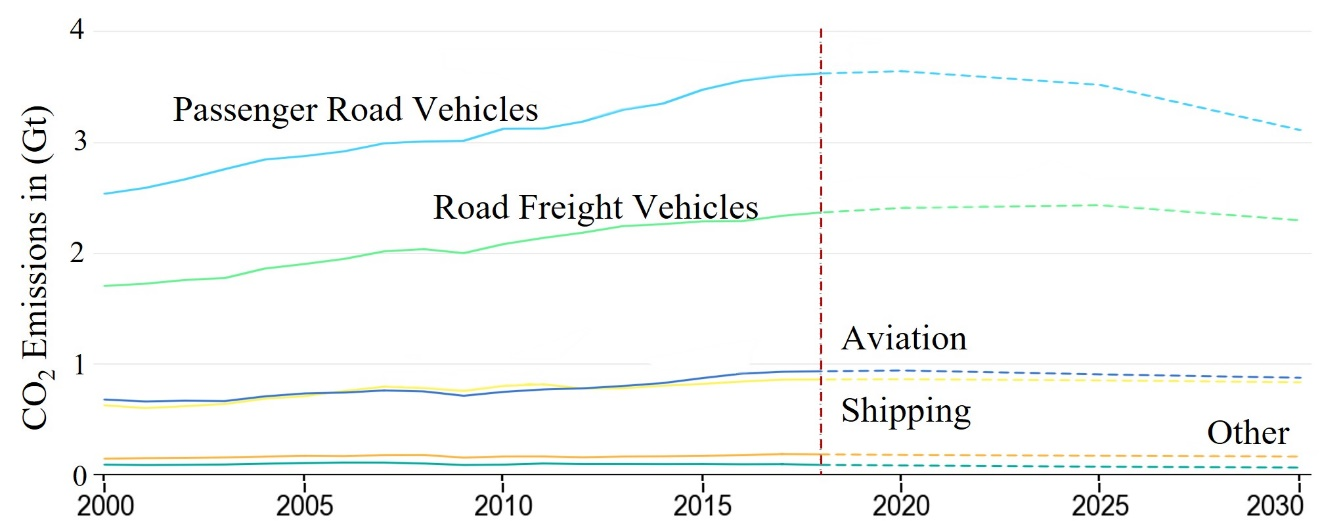 4
Passenger Road Vehicles
3
Road Freight Vehicles
2
Aviation
1
Shipping
Other
0
CO₂ Emissions in (Gt)
2000 2005 2010 2015 2020 2025 2030